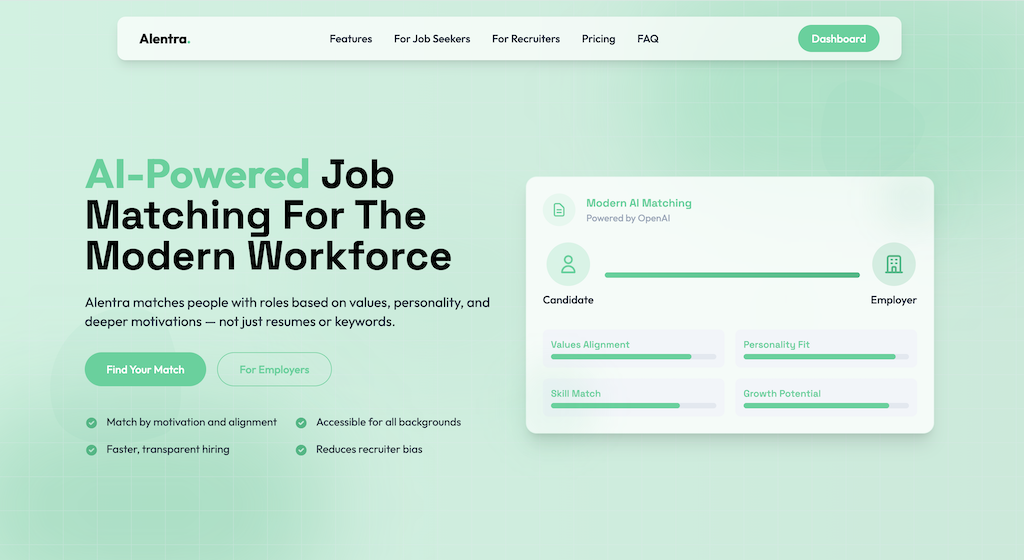 Alentra.
Features
For Job Seekers
For Recruiters
Pricing
FAQ
Dashboard
AI-Powered Job
Matching For The
Modern Workforce
Alentra matches people with roles based on values, personality, and
deeper motivations — not just resumes or keywords.
Find Your Match
For Employers
Match by motivation and alignment
Accessible for all backgrounds
Faster, transparent hiring
Reduces recruiter bias
Modern AI Matching
Powered by OpenAI
Candidate
Employer
Values Alignment
Personality Fit
Skill Match
Growth Potential